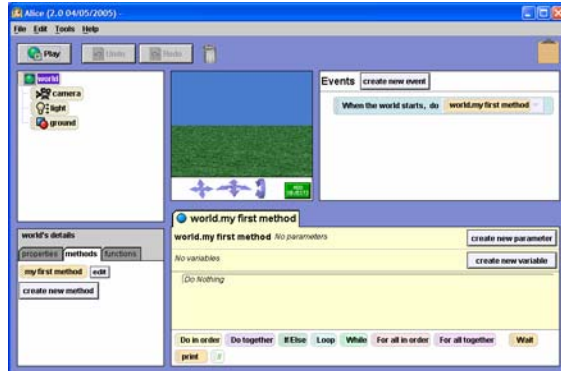 Alice (2.0 04/05/2005) -
File Edit Tools Help
Play Undo Redo
world
camera
light
ground
Events create new event
When the world starts, do world.my first method
ADD OBJECTS
world's details
properties methods functions
my first method edit
create new method
world.my first method
world.my first method No parameters create new parameter
No variables create new variable
Do Nothing
Do in order Do together If/Else Loop While For all in order For all together Wait
print //